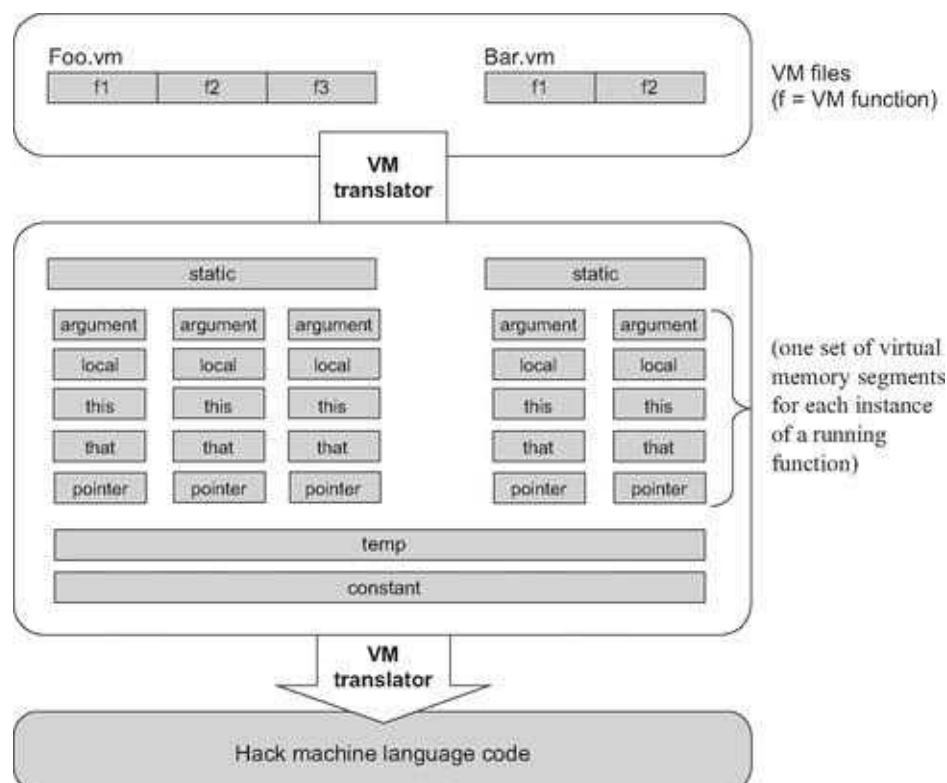 Foo.vm
f1 f2 f3
Bar.vm
f1 f2
VM files
(f = VM function)
VM
translator
static static
argument argument argument argument argument
local local local local local
this this this this this
that that that that that
pointer pointer pointer pointer pointer
(one set of virtual
memory segments
for each instance
of a running
function)
temp
constant
VM
translator
Hack machine language code